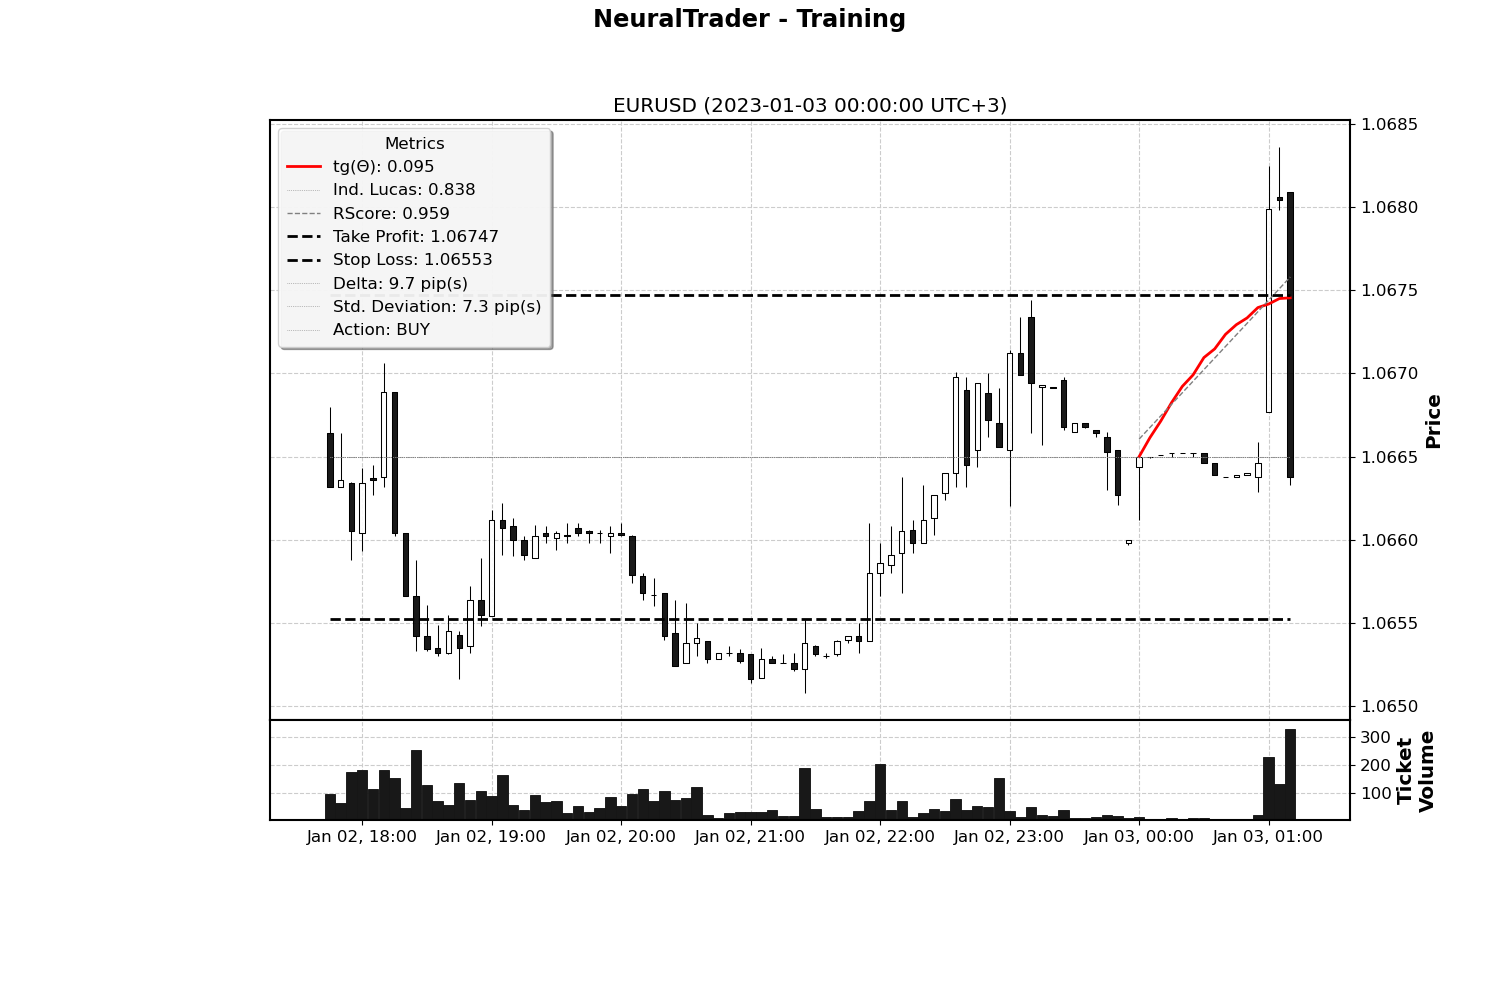 NeuralTrader - Training
EURUSD (2023-01-03 00:00:00 UTC+3)
Metrics
tg(Θ): 0.095
Ind. Lucas: 0.838
RScore: 0.959
Take Profit: 1.06747
Stop Loss: 1.06553
Delta: 9.7 pip(s)
Std. Deviation: 7.3 pip(s)
Action: BUY
1.0685
1.0680
1.0675
1.0670
1.0665
1.0660
1.0655
1.0650
Price
300
200
100
Ticket
Volume
Jan 02, 18:00
Jan 02, 19:00
Jan 02, 20:00
Jan 02, 21:00
Jan 02, 22:00
Jan 02, 23:00
Jan 03, 00:00
Jan 03, 01:00